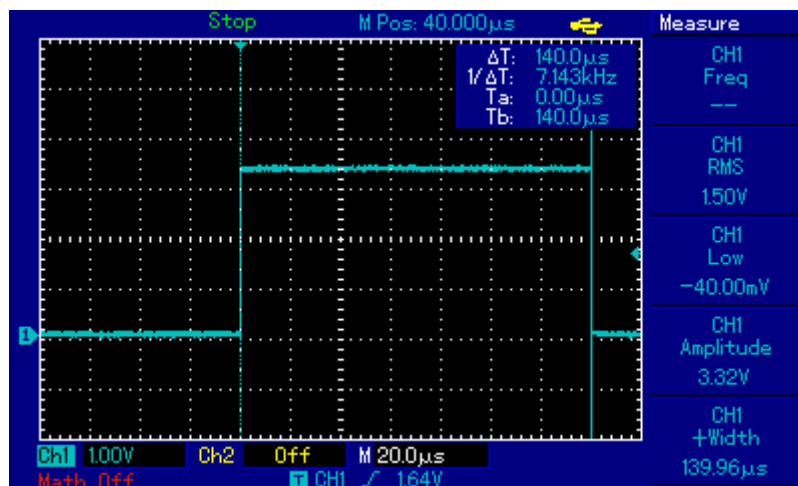 Stop M Pos: 40.000µs Measure
ΔT: 140.0µs
1/ΔT: 7.143kHz
Ta: 0.00µs
Tb: 140.0µs
CH1
Freq
--
CH1
RMS
1.50V
CH1
Low
-40.00mV
CH1
Amplitude
3.32V
CH1
+Width
139.96µs
1
Ch1 1.00V Ch2 Off M 20.0µs
Math Off T CH1 1.64V